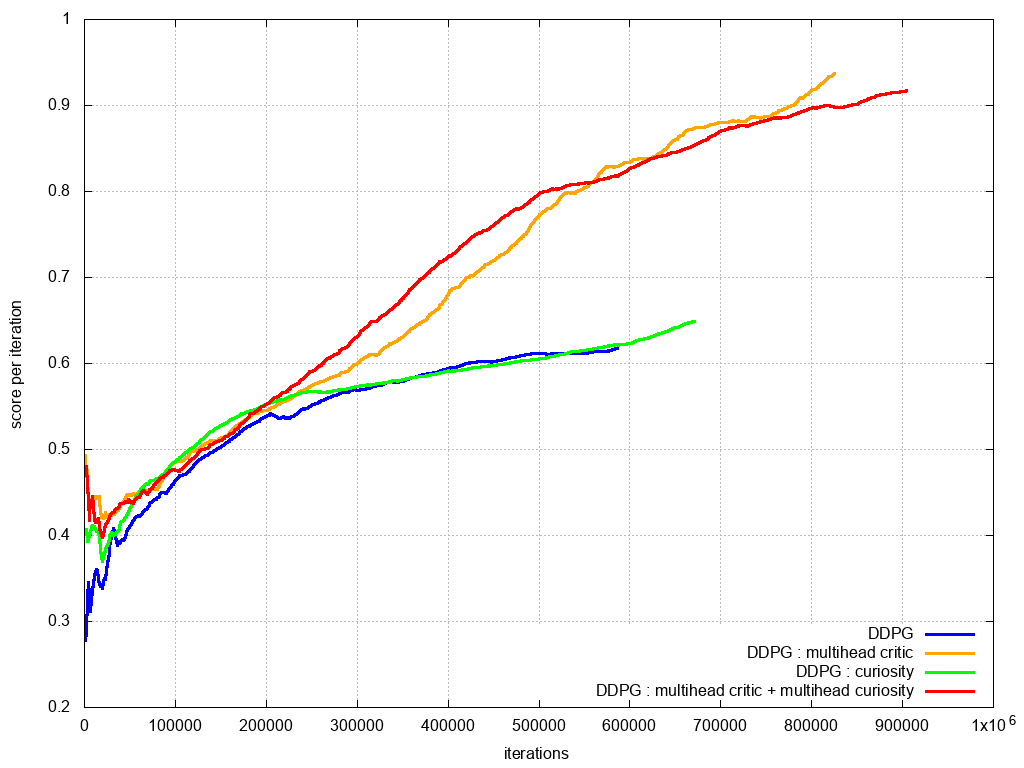 1
0.9
0.8
0.7
0.6
0.5
0.4
0.3
0.2
score per iteration
DDPG
DDPG : multihead critic
DDPG : curiosity
DDPG : multihead critic + multihead curiosity
0 100000 200000 300000 400000 500000 600000 700000 800000 900000 1x10⁶
iterations